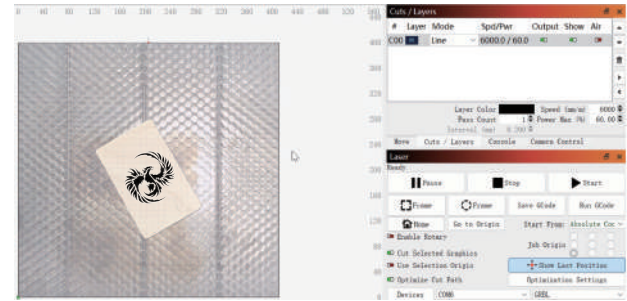 40 80 120 160 200 240 280 320 360 400 440 480 520
Cuts / Layers
# Layer Mode Spd/Pwr Output Show Air
C00 Line 6000.0 / 60.0
Layer Color Speed (mm/m) 6000
Pass Count 1 Power Max (%) 60.00
Interval (mm) 0.200
Move Cuts / Layers Console Camera Control
Laser
Ready
Pause Stop Start
Frame Frame Save GCode Run GCode
Home Go to Origin Start From: Absolute Coo
Enable Rotary
Job Origin
Cut Selected Graphics
Use Selection Origin Show Last Position
Optimize Cut Path Optimization Settings
Devices COM6 GRBL